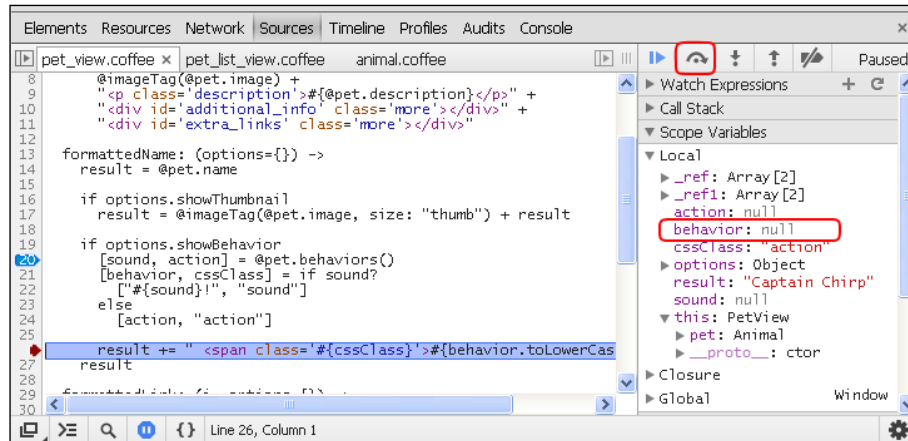 Elements Resources Network Sources Timeline Profiles Audits Console ×
pet_view.coffee × pet_list_view.coffee animal.coffee Paused
8 @imageTag(@pet.image) +
9 "<p class='description'>#{@pet.description}</p>" +
10 "<div id='additional_info' class='more'></div>" +
11 "<div id='extra_links' class='more'></div>"
12
13 formattedName: (options={}) ->
14 result = @pet.name
15
16 if options.showThumbnail
17 result = @imageTag(@pet.image, size: "thumb") + result
18
19 if options.showBehavior
20 [sound, action] = @pet.behaviors()
21 [behavior, cssClass] = if sound?
22 ["#{sound}!", "sound"]
23 else
24 [action, "action"]
25
result += " <span class='#{cssClass}'>#{behavior.toLowerCas
27 result
28
29
30
Watch Expressions + C
Call Stack
Scope Variables
Local
_ref: Array[2]
_ref1: Array[2]
action: null
behavior: null
cssClass: "action"
options: Object
result: "Captain Chirp"
sound: null
this: PetView
pet: Animal
__proto__: ctor
Closure
Global Window
{} Line 26, Column 1